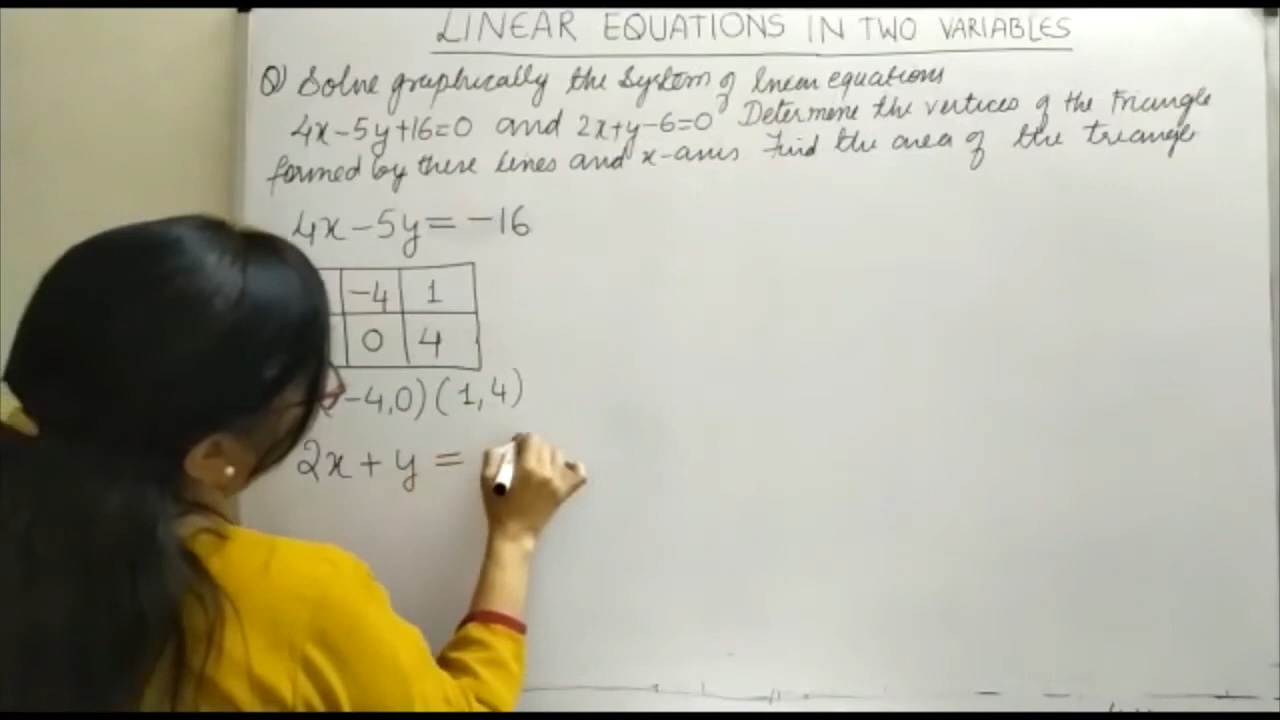 LINEAR EQUATIONS IN TWO VARIABLES
Q) Solve graphically the System of linear equations
4x-5y+16=0 and 2x+y-6=0 Determine the vertices of the Triangle
formed by these lines and x-axis Find the area of the triangle
4x-5y=-16
-4 1
0 4
-4,0) (1,4)
2x+y=